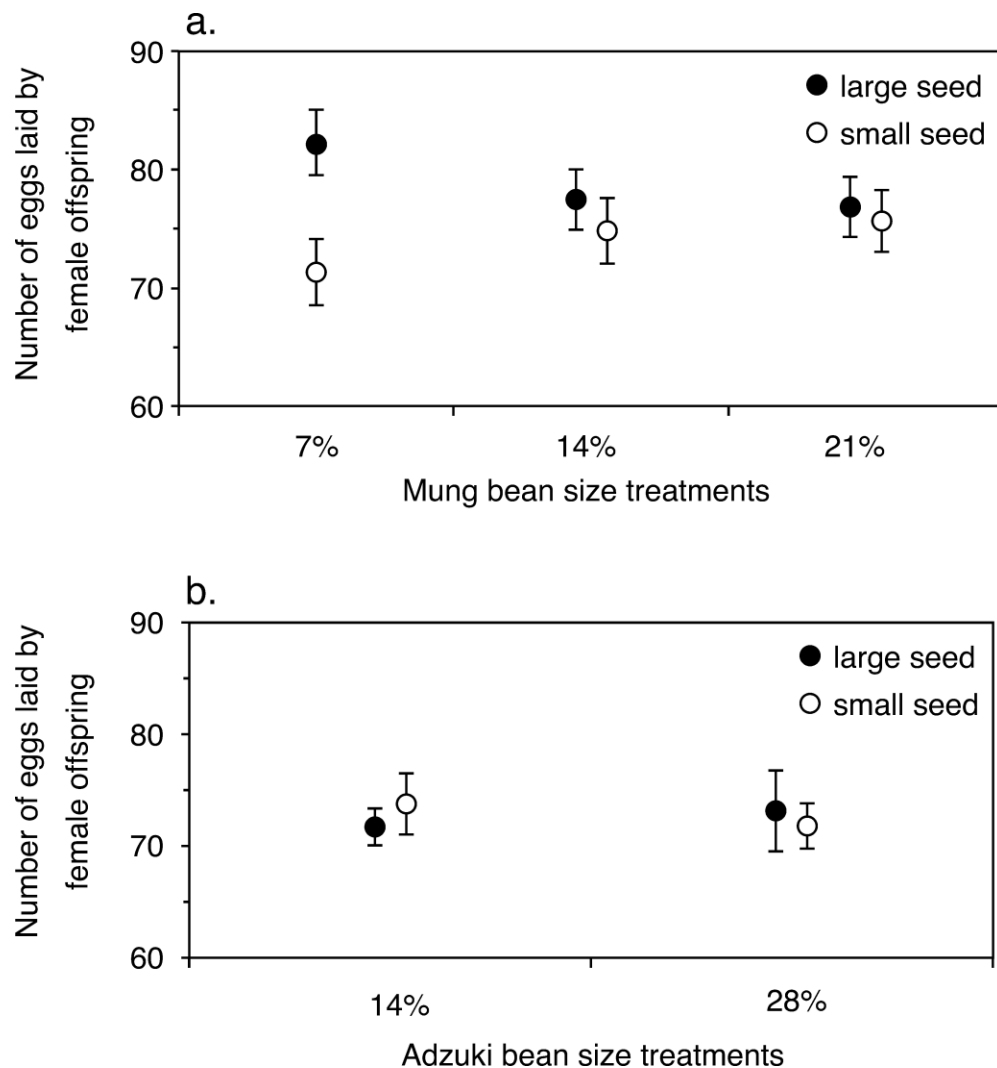 a.
90
80
70
60
Number of eggs laid by
female offspring
large seed
small seed
7% 14% 21%
Mung bean size treatments
b.
90
80
70
60
Number of eggs laid by
female offspring
large seed
small seed
14% 28%
Adzuki bean size treatments